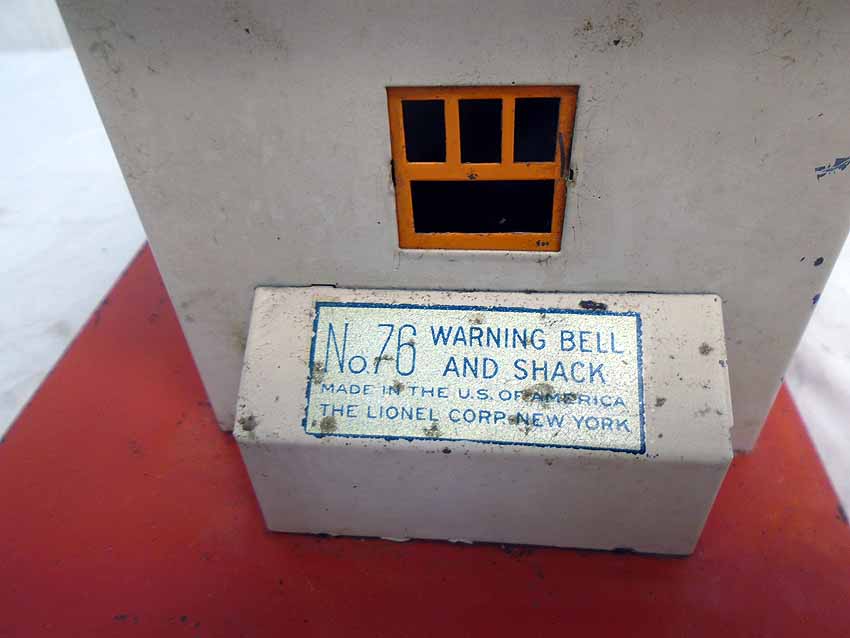 No. 76 WARNING BELL
AND SHACK
MADE IN THE U.S. OF AMERICA
THE LIONEL CORP. NEW YORK